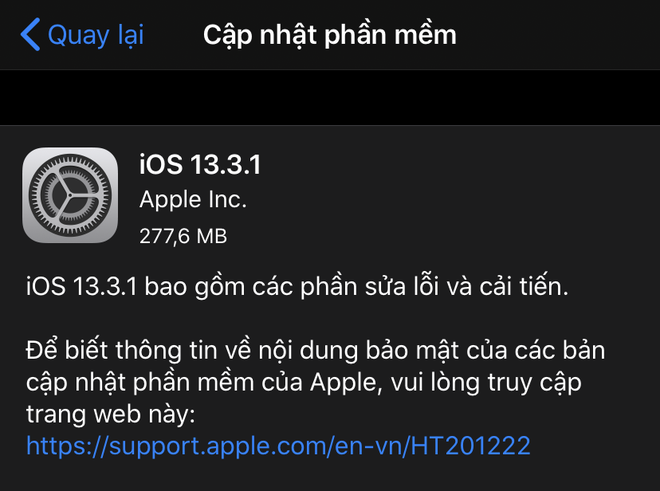 Quay lại
Cập nhật phần mềm
iOS 13.3.1
Apple Inc.
277,6 MB
iOS 13.3.1 bao gồm các phần sửa lỗi và cải tiến.
Để biết thông tin về nội dung bảo mật của các bản
cập nhật phần mềm của Apple, vui lòng truy cập
trang web này:
https://support.apple.com/en-vn/HT201222